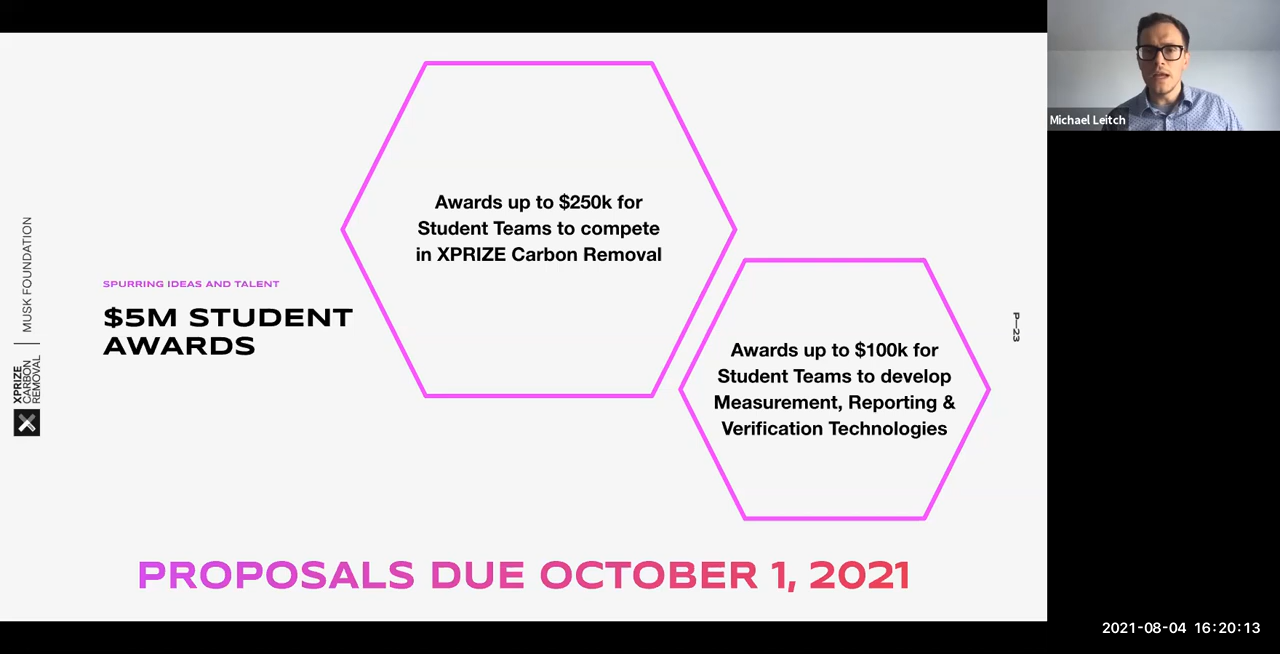 Michael Leitch
Awards up to $250k for
Student Teams to compete
in XPRIZE Carbon Removal
MUSK FOUNDATION
XPRIZE
CARBON
REMOVAL
SPURRING IDEAS AND TALENT
$5M STUDENT
AWARDS
P—23
Awards up to $100k for
Student Teams to develop
Measurement, Reporting &
Verification Technologies
PROPOSALS DUE OCTOBER 1, 2021
2021-08-04 16:20:13